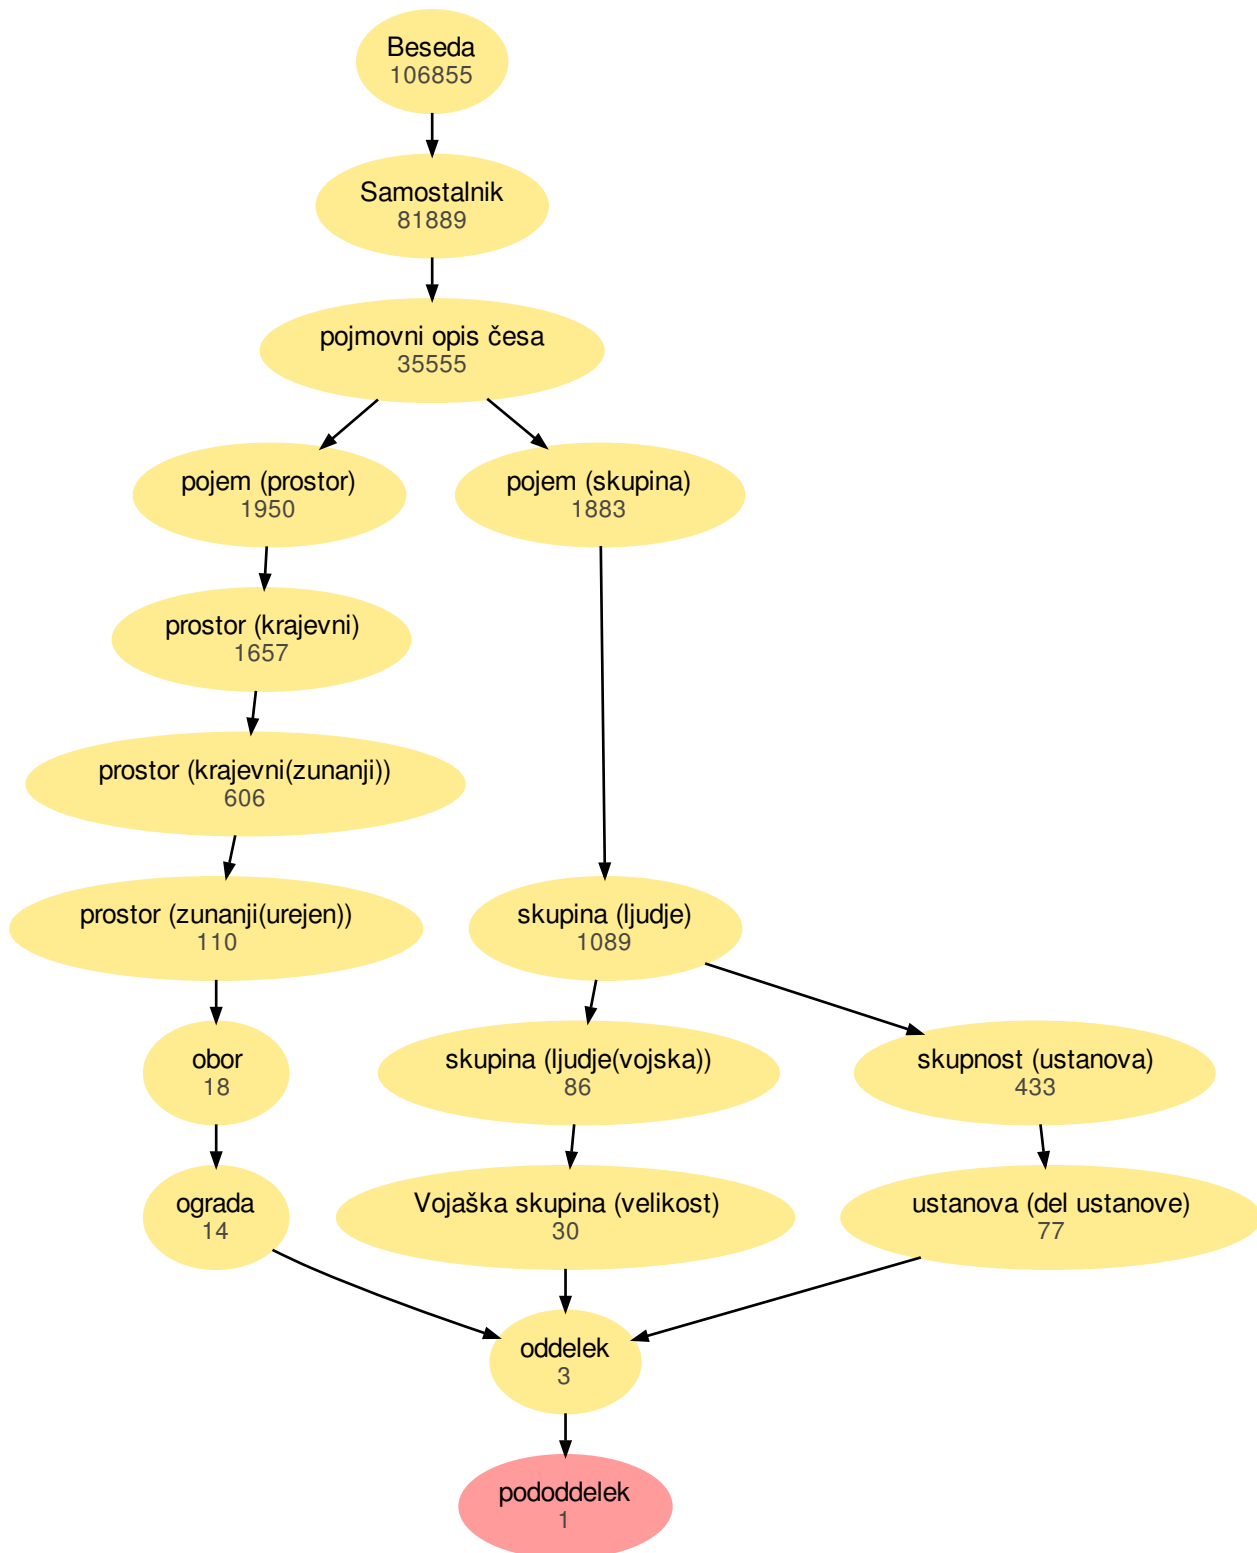 Beseda
106855
Samostalnik
81889
pojmovni opis česa
35555
pojem (prostor)
1950
pojem (skupina)
1883
prostor (krajevni)
1657
prostor (krajevni(zunanji))
606
prostor (zunanji(urejen))
110
skupina (ljudje)
1089
obor
18
skupina (ljudje(vojska))
86
skupnost (ustanova)
433
ograda
14
Vojaška skupina (velikost)
30
ustanova (del ustanove)
77
oddelek
3
pododdelek
1